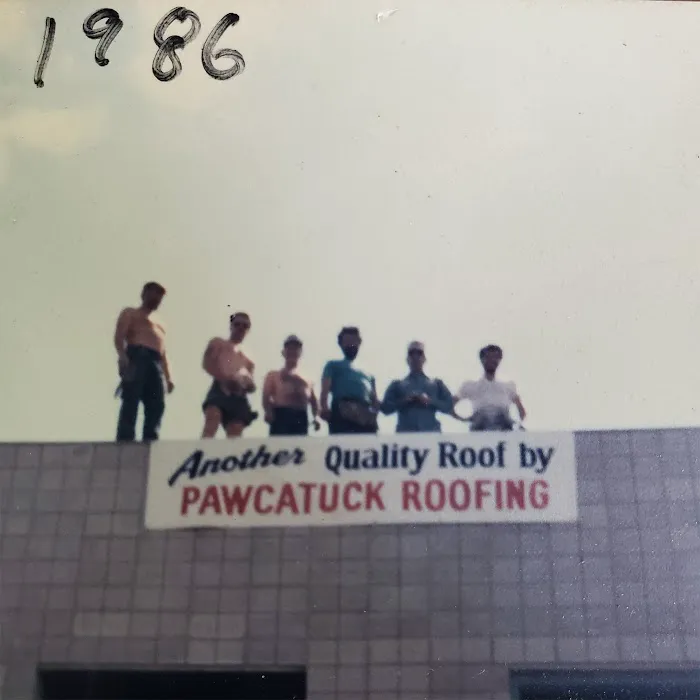 1986
Another Quality Roof by
PAWCATUCK ROOFING